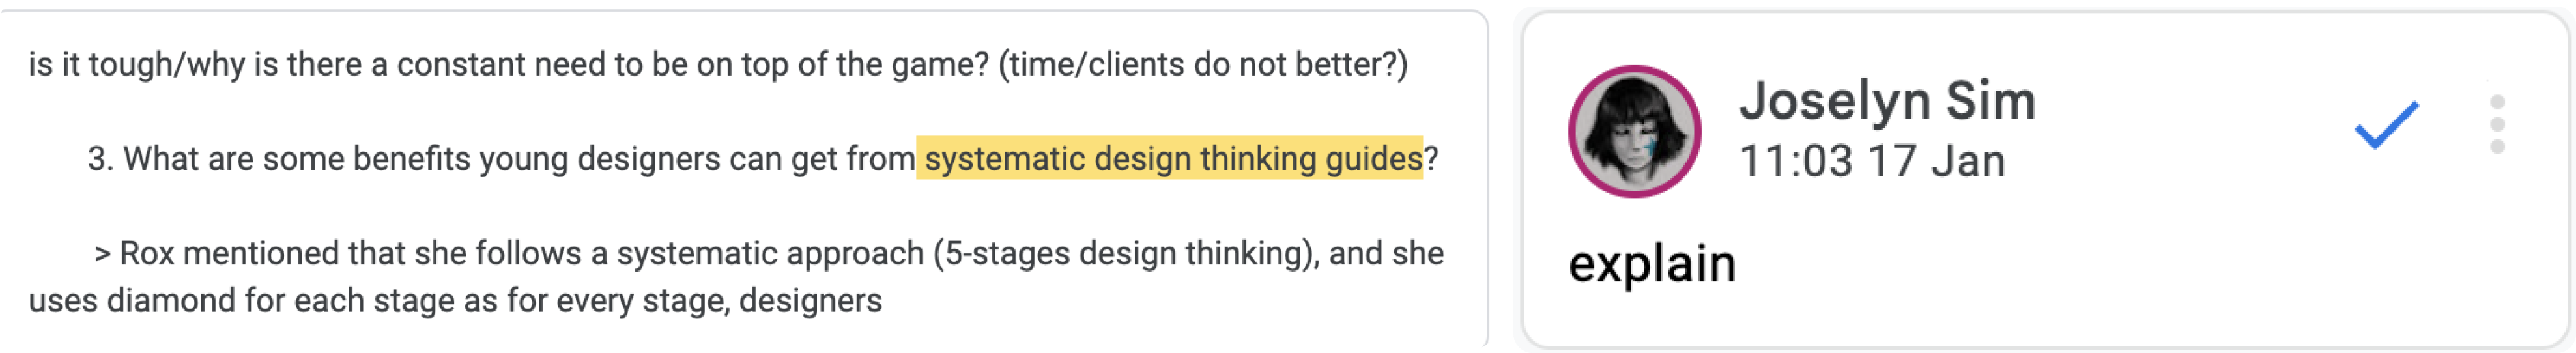 is it tough/why is there a constant need to be on top of the game? (time/clients do not better?)
3. What are some benefits young designers can get from systematic design thinking guides?
> Rox mentioned that she follows a systematic approach (5-stages design thinking), and she
uses diamond for each stage as for every stage, designers
Joselyn Sim
11:03 17 Jan
explain